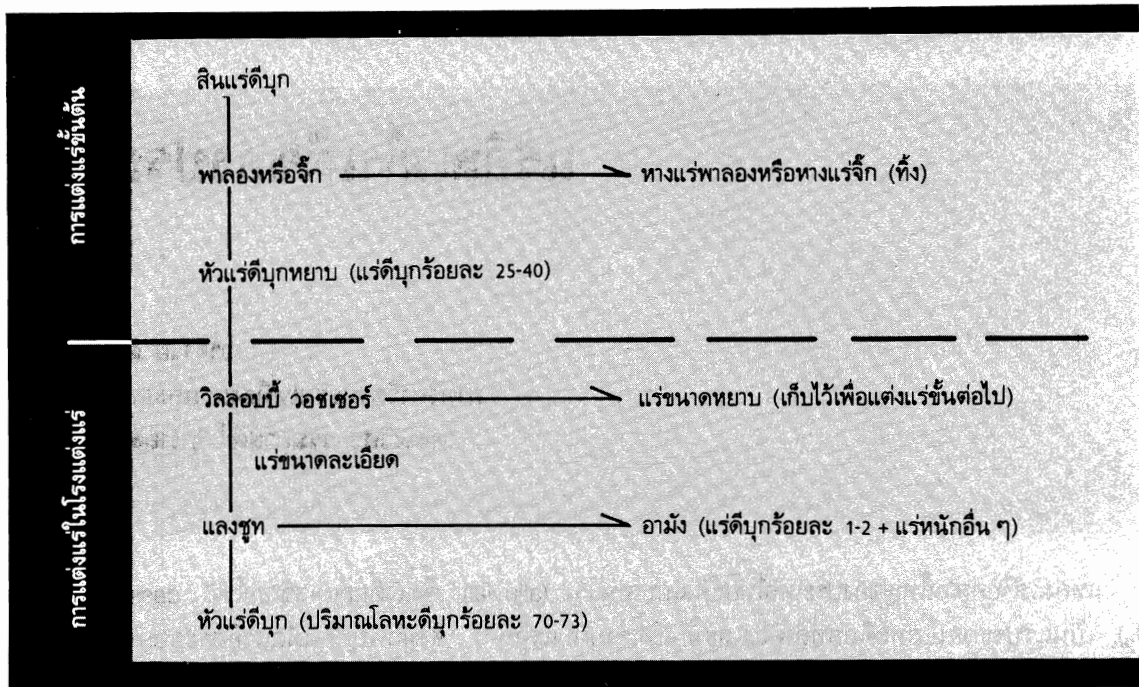 การแต่งแร่ขั้นต้น
สินแร่ดีบุก
พาลองหรือจิ๊ก หางแร่พาลองหรือหางแร่จิ๊ก (ทิ้ง)
หัวแร่ดีบุกหยาบ (แร่ดีบุกร้อยละ 25-40)
การแต่งแร่ในโรงแต่งแร่
วิลลอบบี้ วอชเชอร์ แร่ขนาดหยาบ (เก็บไว้เพื่อแต่งแร่ขั้นต่อไป)
แร่ขนาดละเอียด
แลงชูท อามัง (แร่ดีบุกร้อยละ 1-2 + แร่หนักอื่น ๆ)
หัวแร่ดีบุก (ปริมาณโลหะดีบุกร้อยละ 70-73)